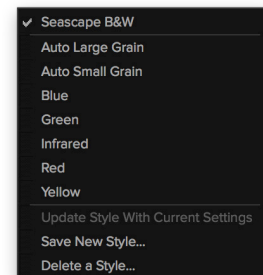 Seascape B&W
Auto Large Grain
Auto Small Grain
Blue
Green
Infrared
Red
Yellow
Update Style With Current Settings
Save New Style...
Delete a Style...